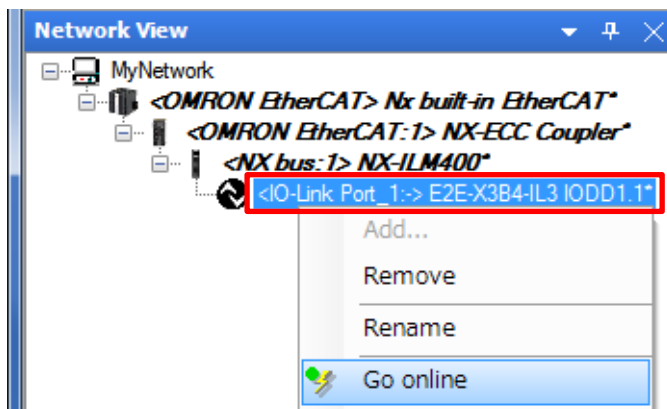 Network View
MyNetwork
<OMRON EtherCAT> Nx built-in EtherCAT*
<OMRON EtherCAT:1> NX-ECC Coupler*
<NX bus:1> NX-ILM400*
<IO-Link Port_1:-> E2E-X3B4-IL3 IODD1.1*
Add...
Remove
Rename
Go online